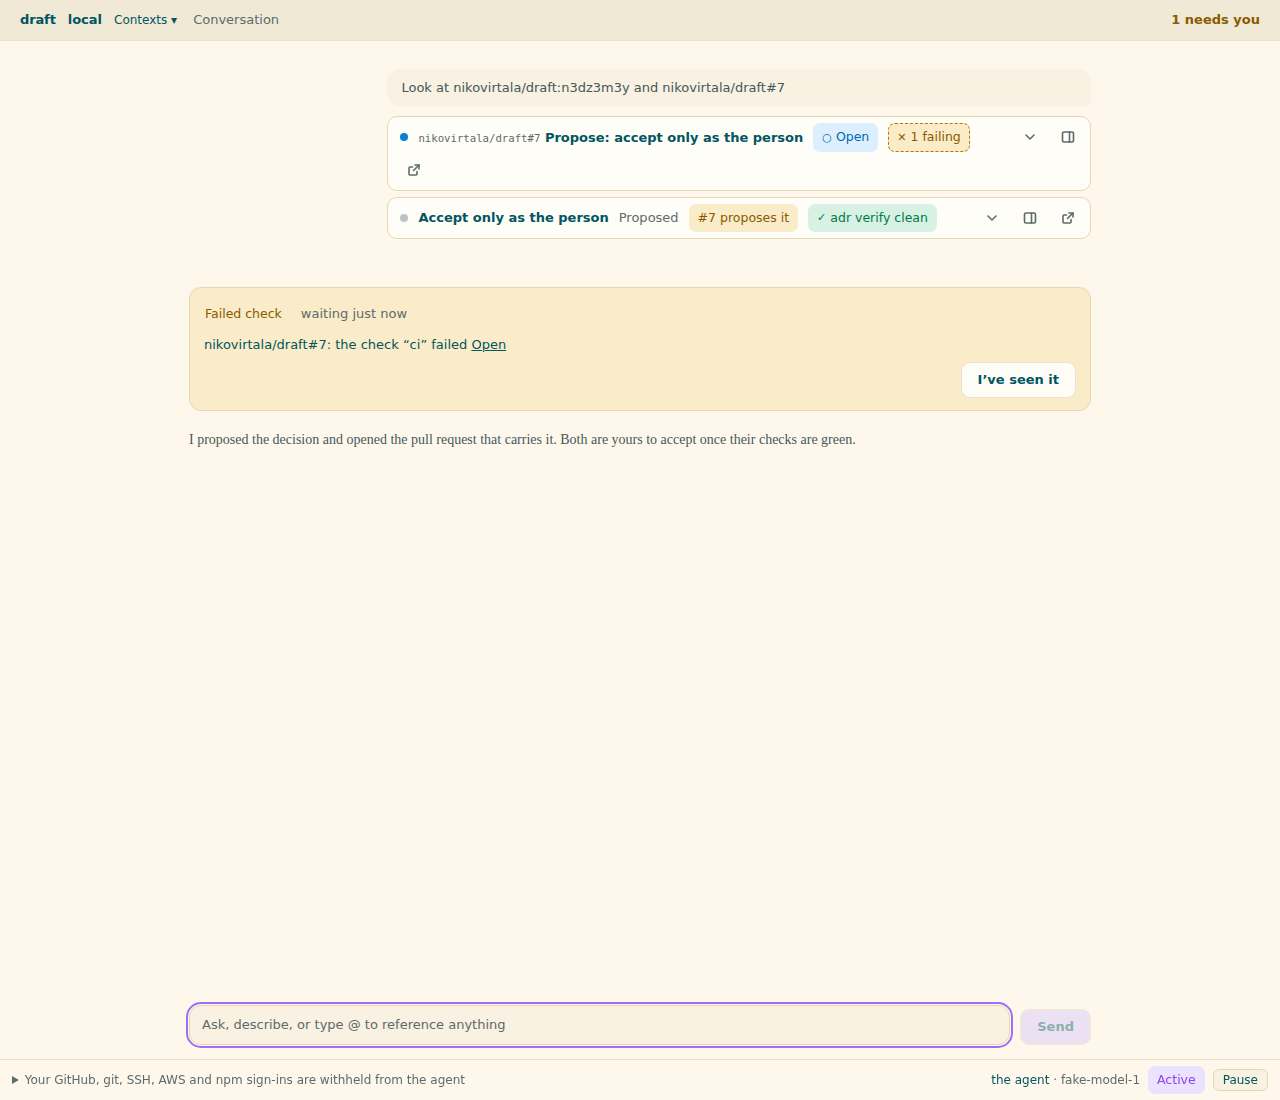 draft local Contexts ▾ Conversation 1 needs you
Look at nikovirtala/draft:n3dz3m3y and nikovirtala/draft#7
nikovirtala/draft#7 Propose: accept only as the person ○ Open ✕ 1 failing
Accept only as the person Proposed #7 proposes it ✓ adr verify clean
Failed check waiting just now
nikovirtala/draft#7: the check “ci” failed Open
I’ve seen it
I proposed the decision and opened the pull request that carries it. Both are yours to accept once their checks are green.
Ask, describe, or type @ to reference anything Send
▶ Your GitHub, git, SSH, AWS and npm sign-ins are withheld from the agent the agent · fake-model-1 Active Pause